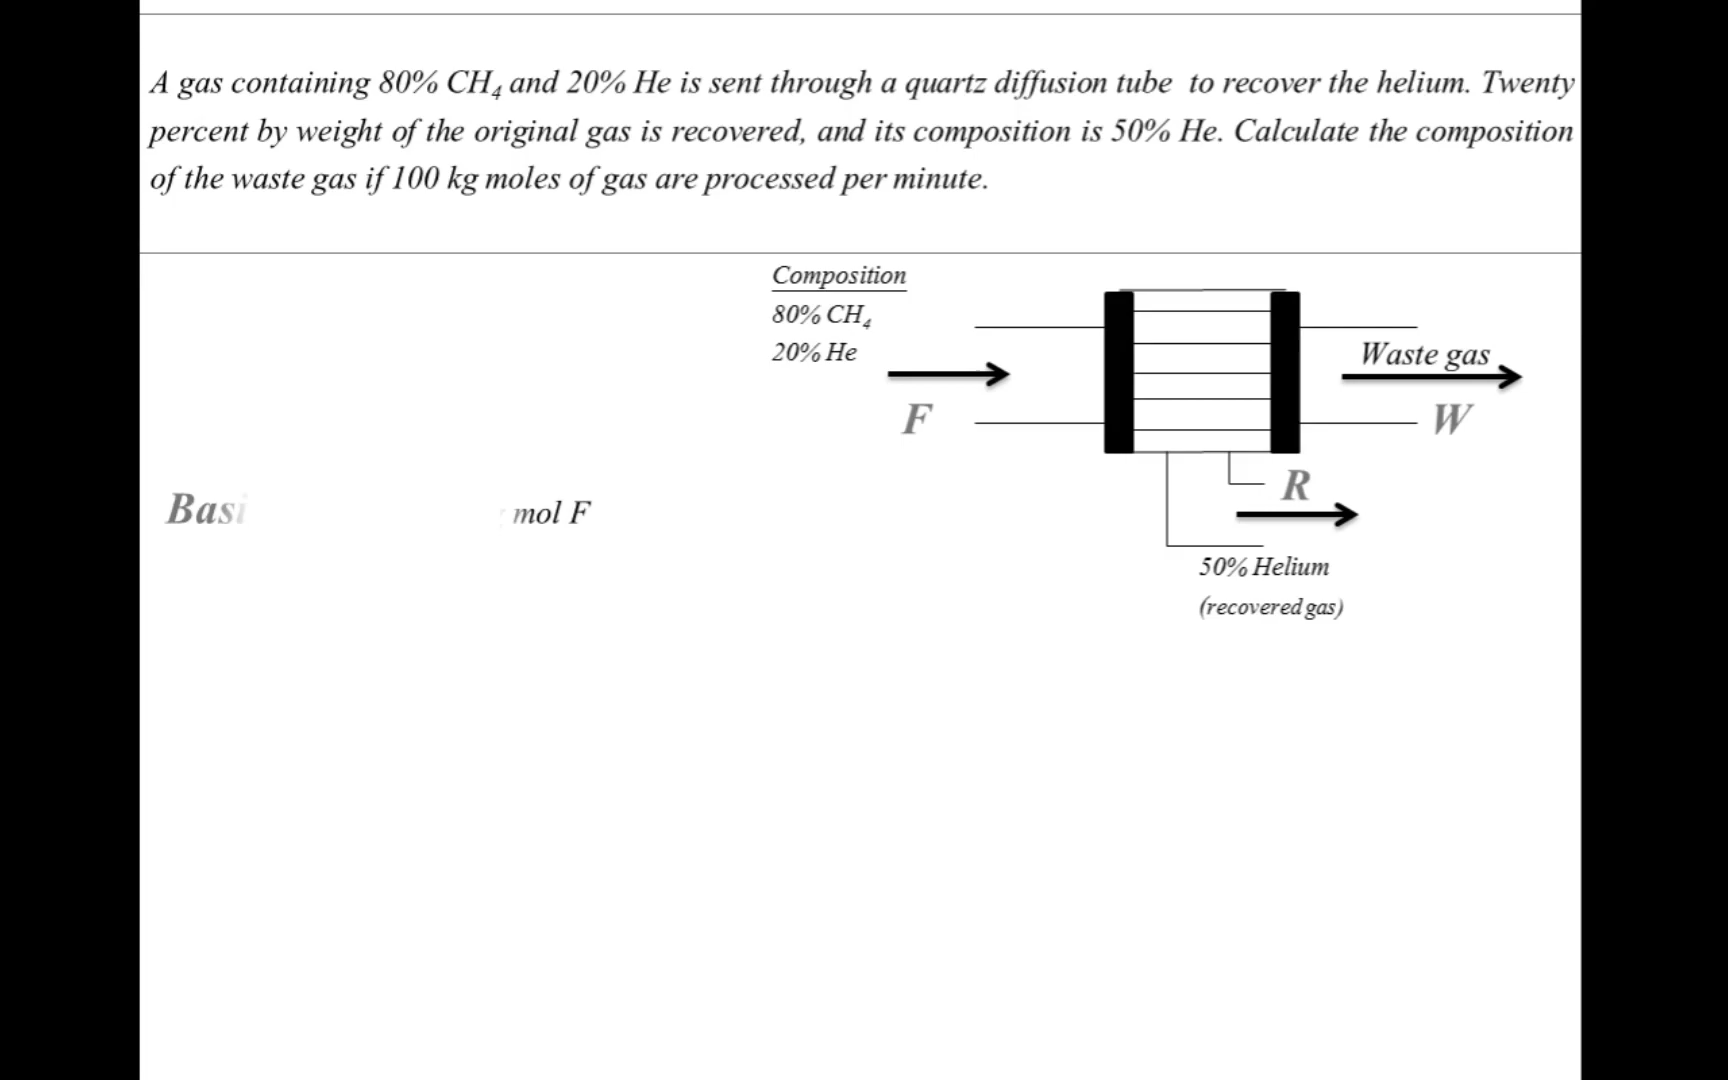 A gas containing 80% CH₄ and 20% He is sent through a quartz diffusion tube to recover the helium. Twenty
percent by weight of the original gas is recovered, and its composition is 50% He. Calculate the composition
of the waste gas if 100 kg moles of gas are processed per minute.
Composition
80% CH₄
20% He
Waste gas
F
W
R
Basi
mol F
50% Helium
(recovered gas)